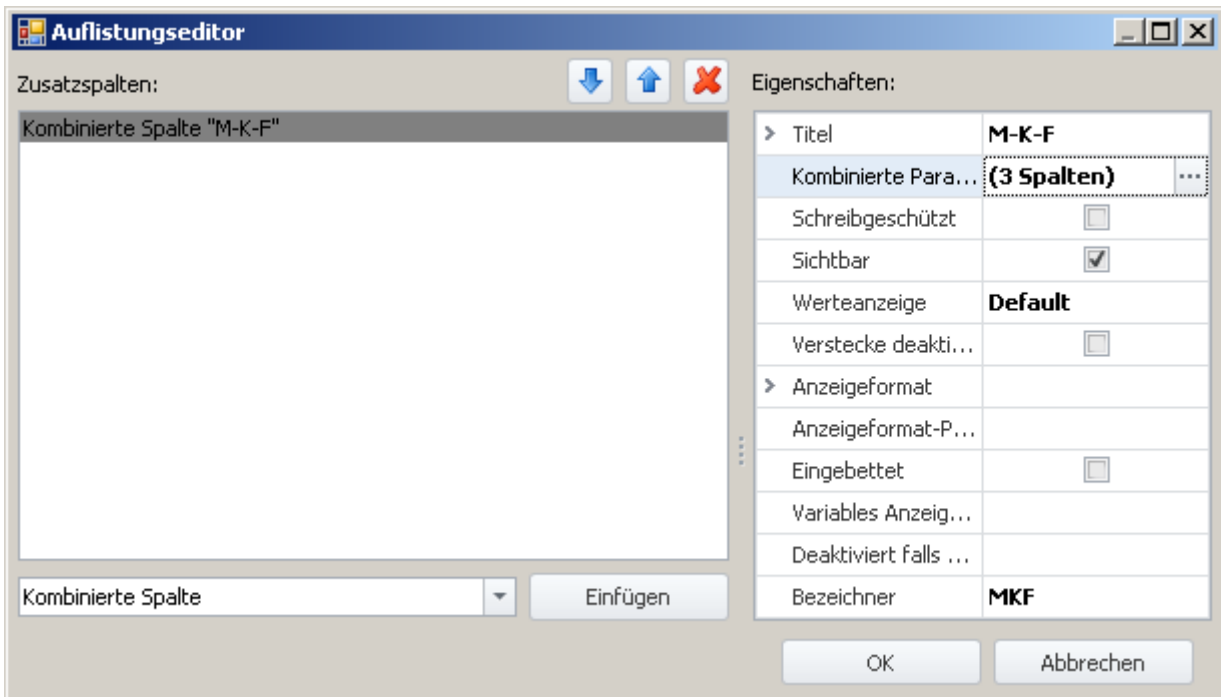 Auflistungseditor
Zusatzspalten:
Kombinierte Spalte "M-K-F"
Kombinierte Spalte
Einfügen
Eigenschaften:
Titel M-K-F
Kombinierte Para... (3 Spalten) ...
Schreibgeschützt
Sichtbar
Werteanzeige Default
Verstecke deakti...
Anzeigeformat
Anzeigeformat-P...
Eingebettet
Variables Anzeig...
Deaktiviert falls ...
Bezeichner MKF
OK Abbrechen